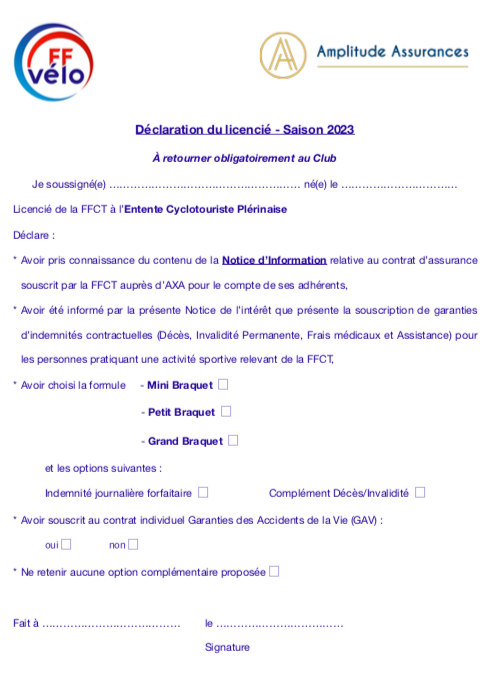 FF
vélo
Amplitude Assurances
Déclaration du licencié - Saison 2023
À retourner obligatoirement au Club
Je soussigné(e) ………………………………………………… né(e) le ……………………………
Licencié de la FFCT à l'Entente Cyclotouriste Plérinaise
Déclare :
* Avoir pris connaissance du contenu de la Notice d'Information relative au contrat d'assurance
souscrit par la FFCT auprès d'AXA pour le compte de ses adhérents,
* Avoir été informé par la présente Notice de l'intérêt que présente la souscription de garanties
d'indemnités contractuelles (Décès, Invalidité Permanente, Frais médicaux et Assistance) pour
les personnes pratiquant une activité sportive relevant de la FFCT,
* Avoir choisi la formule - Mini Braquet ☐
- Petit Braquet ☐
- Grand Braquet ☐
et les options suivantes :
Indemnité journalière forfaitaire ☐ Complément Décès/Invalidité ☐
* Avoir souscrit au contrat individuel Garanties des Accidents de la Vie (GAV) :
oui ☐ non ☐
* Ne retenir aucune option complémentaire proposée ☐
Fait à ………………………………… le ………………………………
Signature